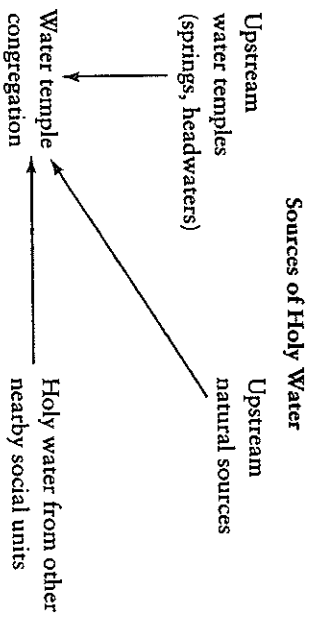 Sources of Holy Water
Upstream
water temples
(springs, headwaters)
Upstream
natural sources
Water temple
congregation
Holy water from other
nearby social units